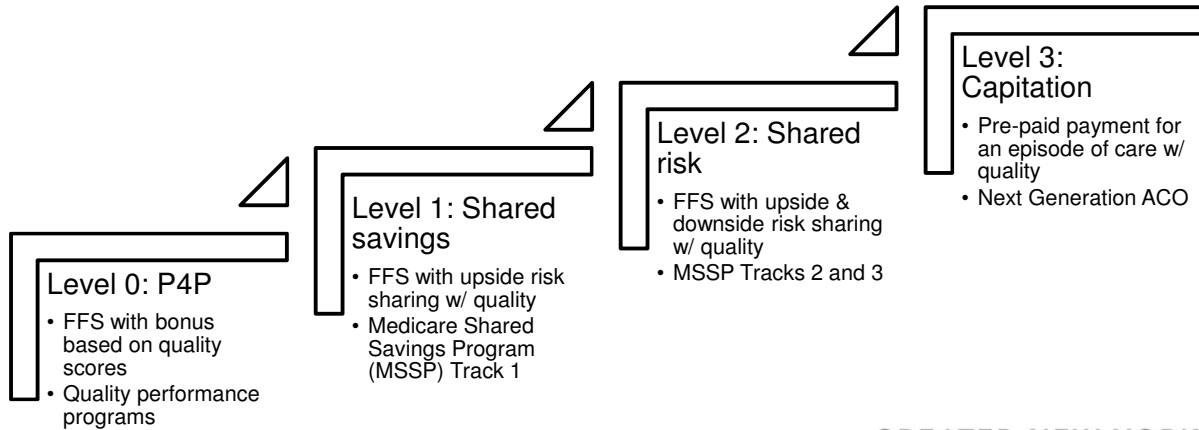 Level 0: P4P
• FFS with bonus
based on quality
scores
• Quality performance
programs
Level 1: Shared
savings
• FFS with upside risk
sharing w/ quality
• Medicare Shared
Savings Program
(MSSP) Track 1
Level 2: Shared
risk
• FFS with upside &
downside risk sharing
w/ quality
• MSSP Tracks 2 and 3
Level 3:
Capitation
• Pre-paid payment for
an episode of care w/
quality
• Next Generation ACO